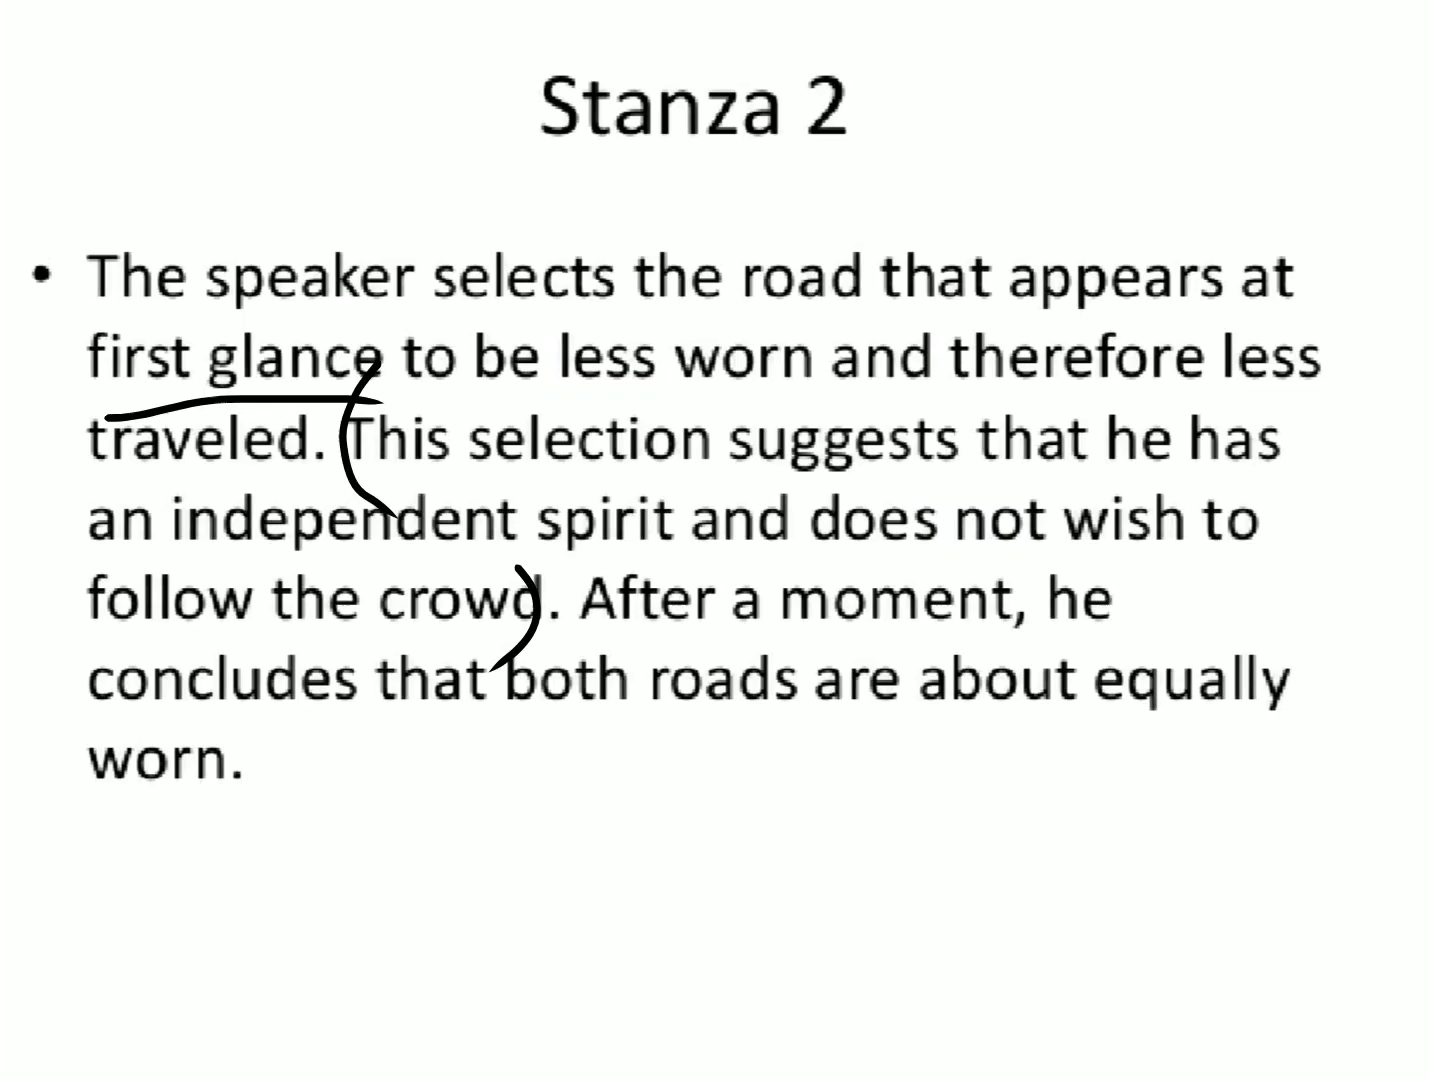 Stanza 2
• The speaker selects the road that appears at
first glance to be less worn and therefore less
traveled. This selection suggests that he has
an independent spirit and does not wish to
follow the crowd. After a moment, he
concludes that both roads are about equally
worn.